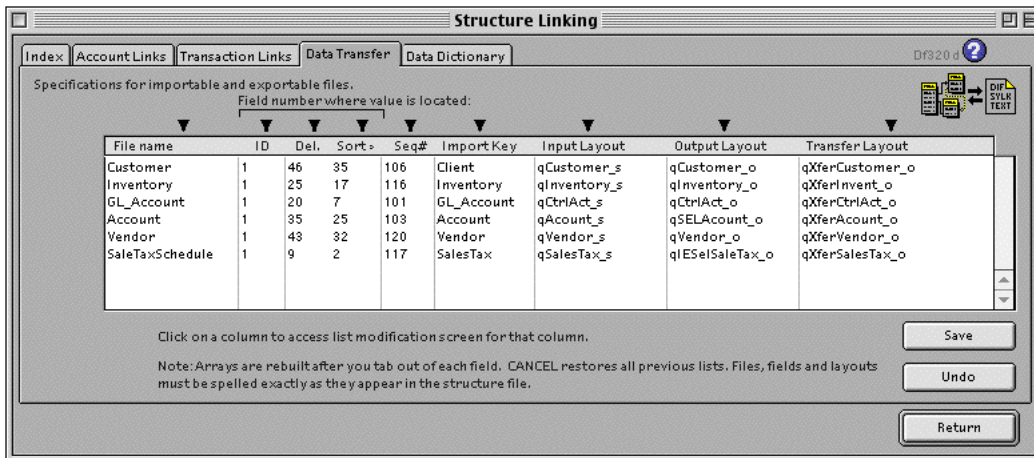 Structure Linking
Index Account Links Transaction Links Data Transfer Data Dictionary Df320 d ?
Specifications for importable and exportable files.
Field number where value is located:
DIF
SYLK
TEXT
File name ID Del. Sort> Seq# Import Key Input Layout Output Layout Transfer Layout
Customer 1 46 35 106 Client qCustomer_s qCustomer_o qXferCustomer_o
Inventory 1 25 17 116 Inventory qInventory_s qInventory_o qXferInvent_o
GL_Account 1 20 7 101 GL_Account qCtrlAct_s qCtrlAct_o qXferCtrlAct_o
Account 1 35 25 103 Account qAcount_s qSELAcount_o qXferAcount_o
Vendor 1 43 32 120 Vendor qVendor_s qVendor_o qXferVendor_o
SaleTaxSchedule 1 9 2 117 SalesTax qSalesTax_s qIESelSaleTax_o qXferSalesTax_o
Click on a column to access list modification screen for that column.
Save
Note: Arrays are rebuilt after you tab out of each field. CANCEL restores all previous lists. Files, fields and layouts
must be spelled exactly as they appear in the structure file.
Undo
Return